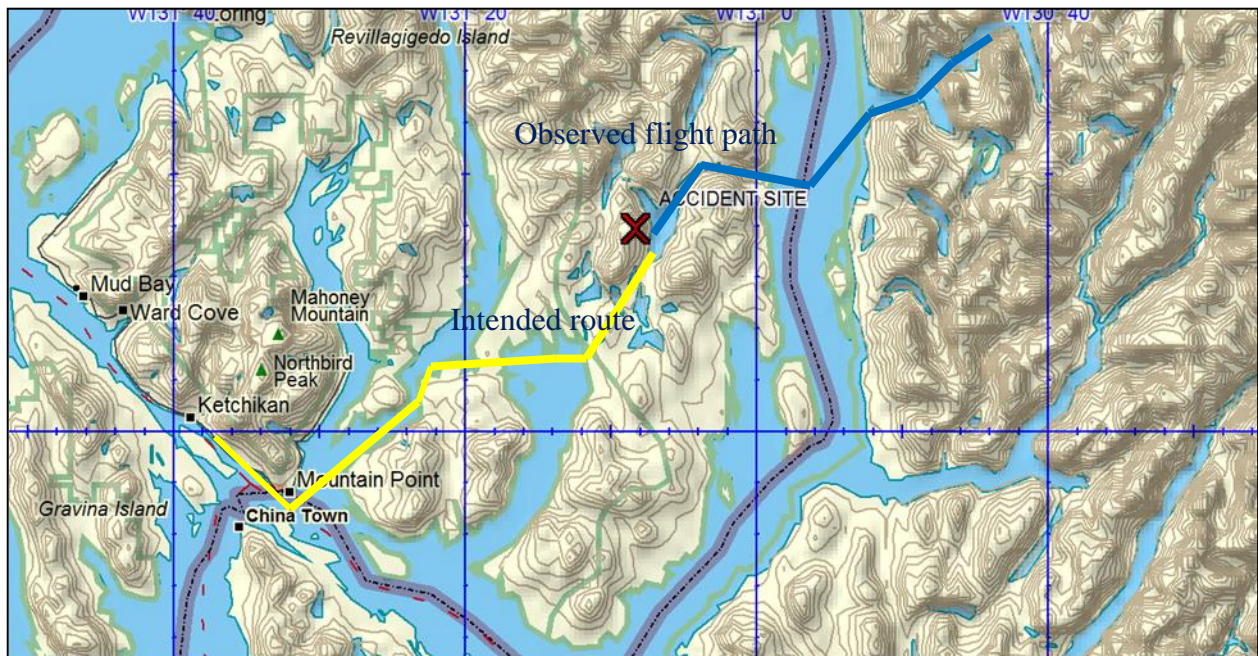 W131 40
W131 20
W131 0
W130 40
oring
Revillagigedo Island
Observed flight path
ACCIDENT SITE
Mud Bay
Ward Cove
Mahoney
Mountain
Intended route
Northbird
Peak
Ketchikan
Mountain Point
Gravina Island
China Town